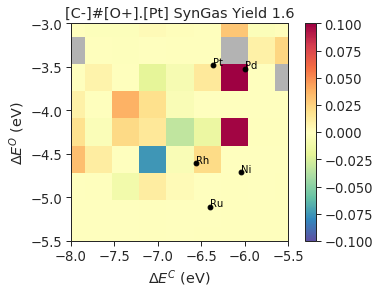 [C-]#[O+].[Pt] SynGas Yield 1.6
−3.0
−3.5
−4.0
−4.5
−5.0
−5.5
ΔE^O (eV)
Pt
Pd
Rh
Ni
Ru
−8.0 −7.5 −7.0 −6.5 −6.0 −5.5
ΔE^C (eV)
0.100
0.075
0.050
0.025
0.000
−0.025
−0.050
−0.075
−0.100